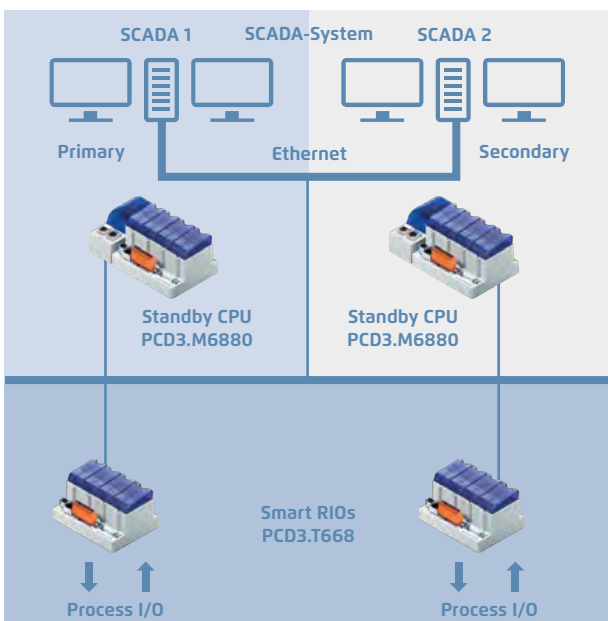 SCADA 1
SCADA-System
SCADA 2
Primary
Ethernet
Secondary
Standby CPU
PCD3.M6880
Standby CPU
PCD3.M6880
Smart RIOs
PCD3.T668
Process I/O
Process I/O